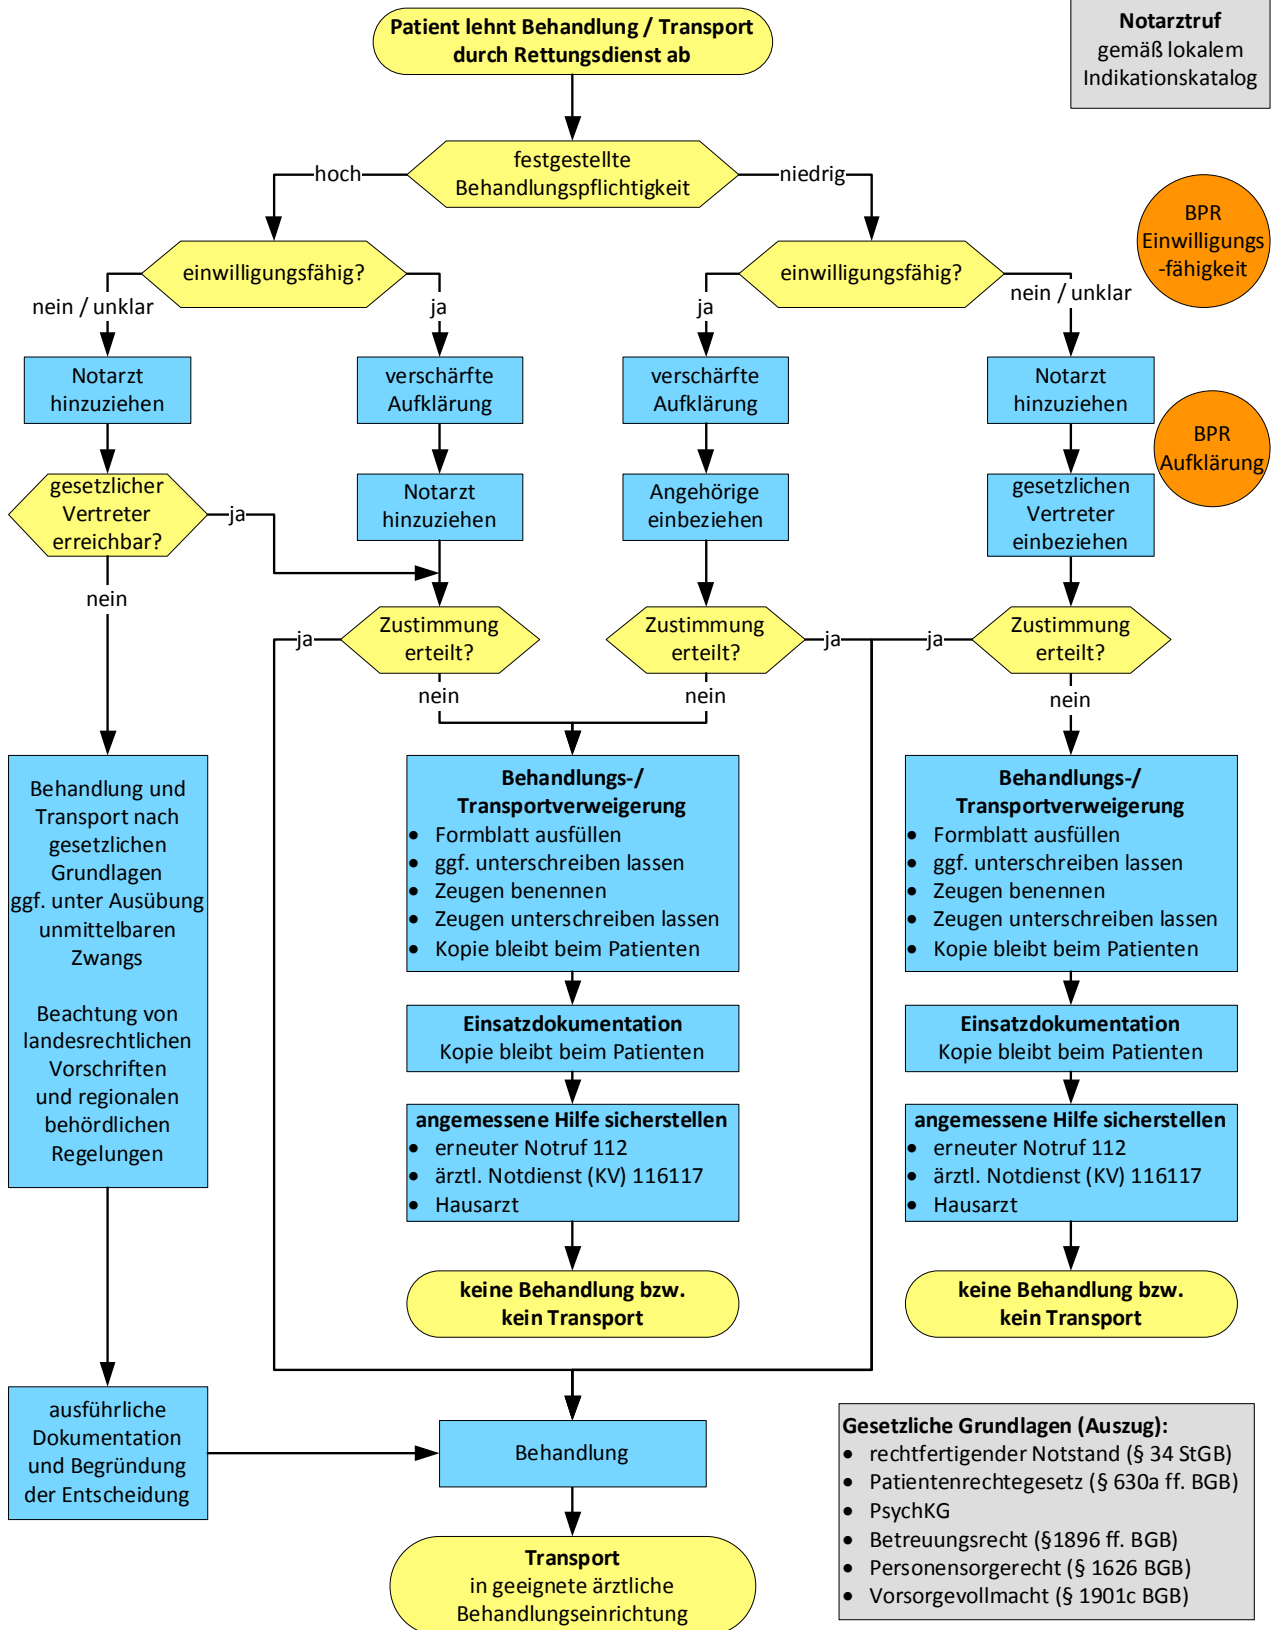 Patient lehnt Behandlung / Transport
durch Rettungsdienst ab
Notarztruf
gemäß lokalem
Indikationskatalog
festgestellte
Behandlungspflichtigkeit
hoch
niedrig
BPR
Einwilligungs
-fähigkeit
einwilligungsfähig?
einwilligungsfähig?
nein / unklar
ja
ja
nein / unklar
Notarzt
hinzuziehen
verschärfte
Aufklärung
verschärfte
Aufklärung
Notarzt
hinzuziehen
BPR
Aufklärung
gesetzlicher
Vertreter
erreichbar?
ja
Notarzt
hinzuziehen
Angehörige
einbeziehen
gesetzlichen
Vertreter
einbeziehen
nein
ja
Zustimmung
erteilt?
Zustimmung
erteilt?
ja
ja
Zustimmung
erteilt?
nein
nein
nein
Behandlung und
Transport nach
gesetzlichen
Grundlagen
ggf. unter Ausübung
unmittelbaren
Zwangs
Beachtung von
landesrechtlichen
Vorschriften
und regionalen
behördlichen
Regelungen
Behandlungs-/
Transportverweigerung
• Formblatt ausfüllen
• ggf. unterschreiben lassen
• Zeugen benennen
• Zeugen unterschreiben lassen
• Kopie bleibt beim Patienten
Behandlungs-/
Transportverweigerung
• Formblatt ausfüllen
• ggf. unterschreiben lassen
• Zeugen benennen
• Zeugen unterschreiben lassen
• Kopie bleibt beim Patienten
Einsatzdokumentation
Kopie bleibt beim Patienten
Einsatzdokumentation
Kopie bleibt beim Patienten
angemessene Hilfe sicherstellen
• erneuter Notruf 112
• ärztl. Notdienst (KV) 116117
• Hausarzt
angemessene Hilfe sicherstellen
• erneuter Notruf 112
• ärztl. Notdienst (KV) 116117
• Hausarzt
keine Behandlung bzw.
kein Transport
keine Behandlung bzw.
kein Transport
ausführliche
Dokumentation
und Begründung
der Entscheidung
Behandlung
Transport
in geeignete ärztliche
Behandlungseinrichtung
Gesetzliche Grundlagen (Auszug):
• rechtfertigender Notstand (§ 34 StGB)
• Patientenrechtegesetz (§ 630a ff. BGB)
• PsychKG
• Betreuungsrecht (§1896 ff. BGB)
• Personensorgerecht (§ 1626 BGB)
• Vorsorgevollmacht (§ 1901c BGB)